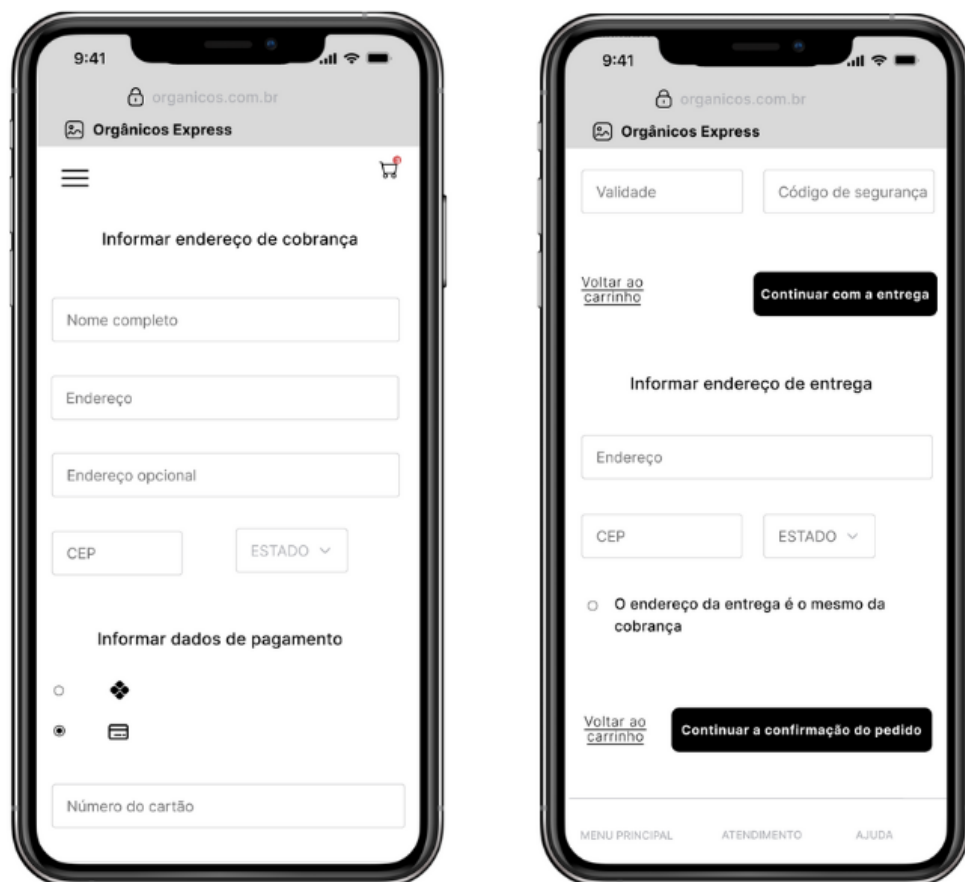 9:41
organicos.com.br
Orgânicos Express
Informar endereço de cobrança
Nome completo
Endereço
Endereço opcional
CEP
ESTADO
Informar dados de pagamento
Número do cartão
9:41
organicos.com.br
Orgânicos Express
Validade
Código de segurança
Voltar ao
carrinho
Continuar com a entrega
Informar endereço de entrega
Endereço
CEP
ESTADO
O endereço da entrega é o mesmo da
cobrança
Voltar ao
carrinho
Continuar a confirmação do pedido
MENU PRINCIPAL
ATENDIMENTO
AJUDA